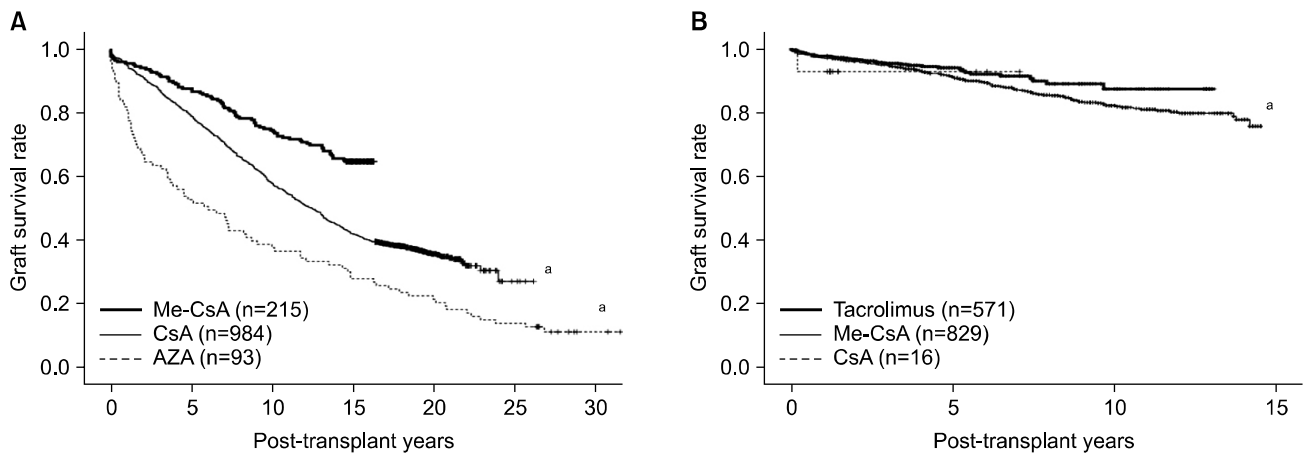 A
Graft survival rate
1.0
0.8
0.6
0.4
0.2
0.0
a
a
Me-CsA (n=215)
CsA (n=984)
AZA (n=93)
0 5 10 15 20 25 30
Post-transplant years
B
Graft survival rate
1.0
0.8
0.6
0.4
0.2
0.0
a
Tacrolimus (n=571)
Me-CsA (n=829)
CsA (n=16)
0 5 10 15
Post-transplant years